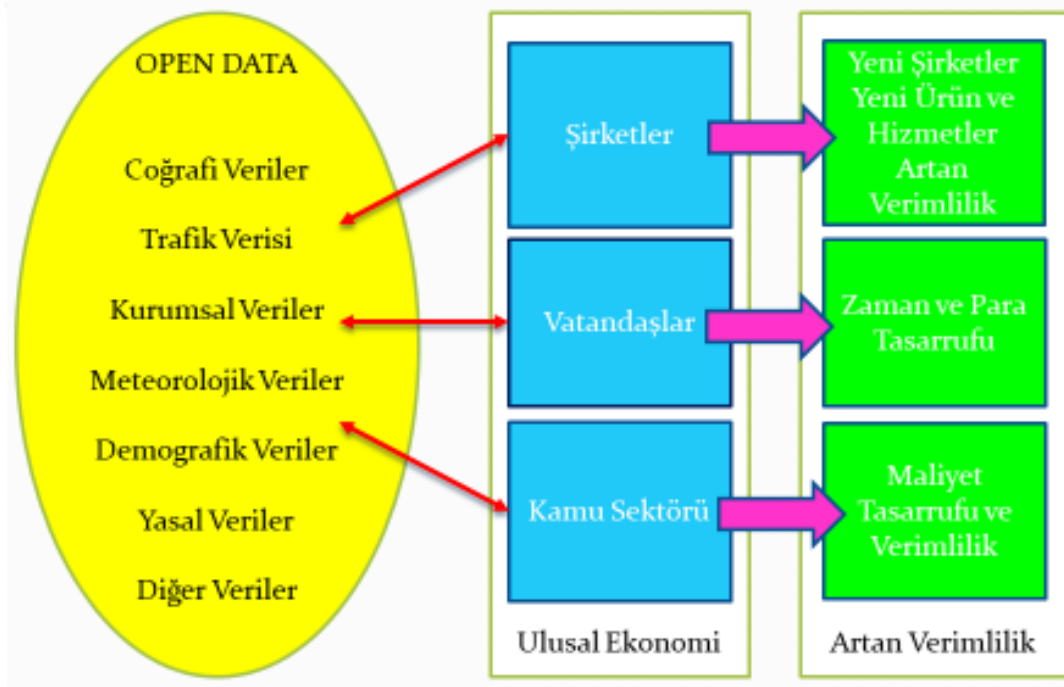 OPEN DATA
Coğrafi Veriler
Trafik Verisi
Kurumsal Veriler
Meteorolojik Veriler
Demografik Veriler
Yasal Veriler
Diğer Veriler
Şirketler
Vatandaşlar
Kamu Sektörü
Ulusal Ekonomi
Yeni Şirketler
Yeni Ürün ve
Hizmetler
Artan
Verimlilik
Zaman ve Para
Tasarrufu
Maliyet
Tasarrufu ve
Verimlilik
Artan Verimlilik